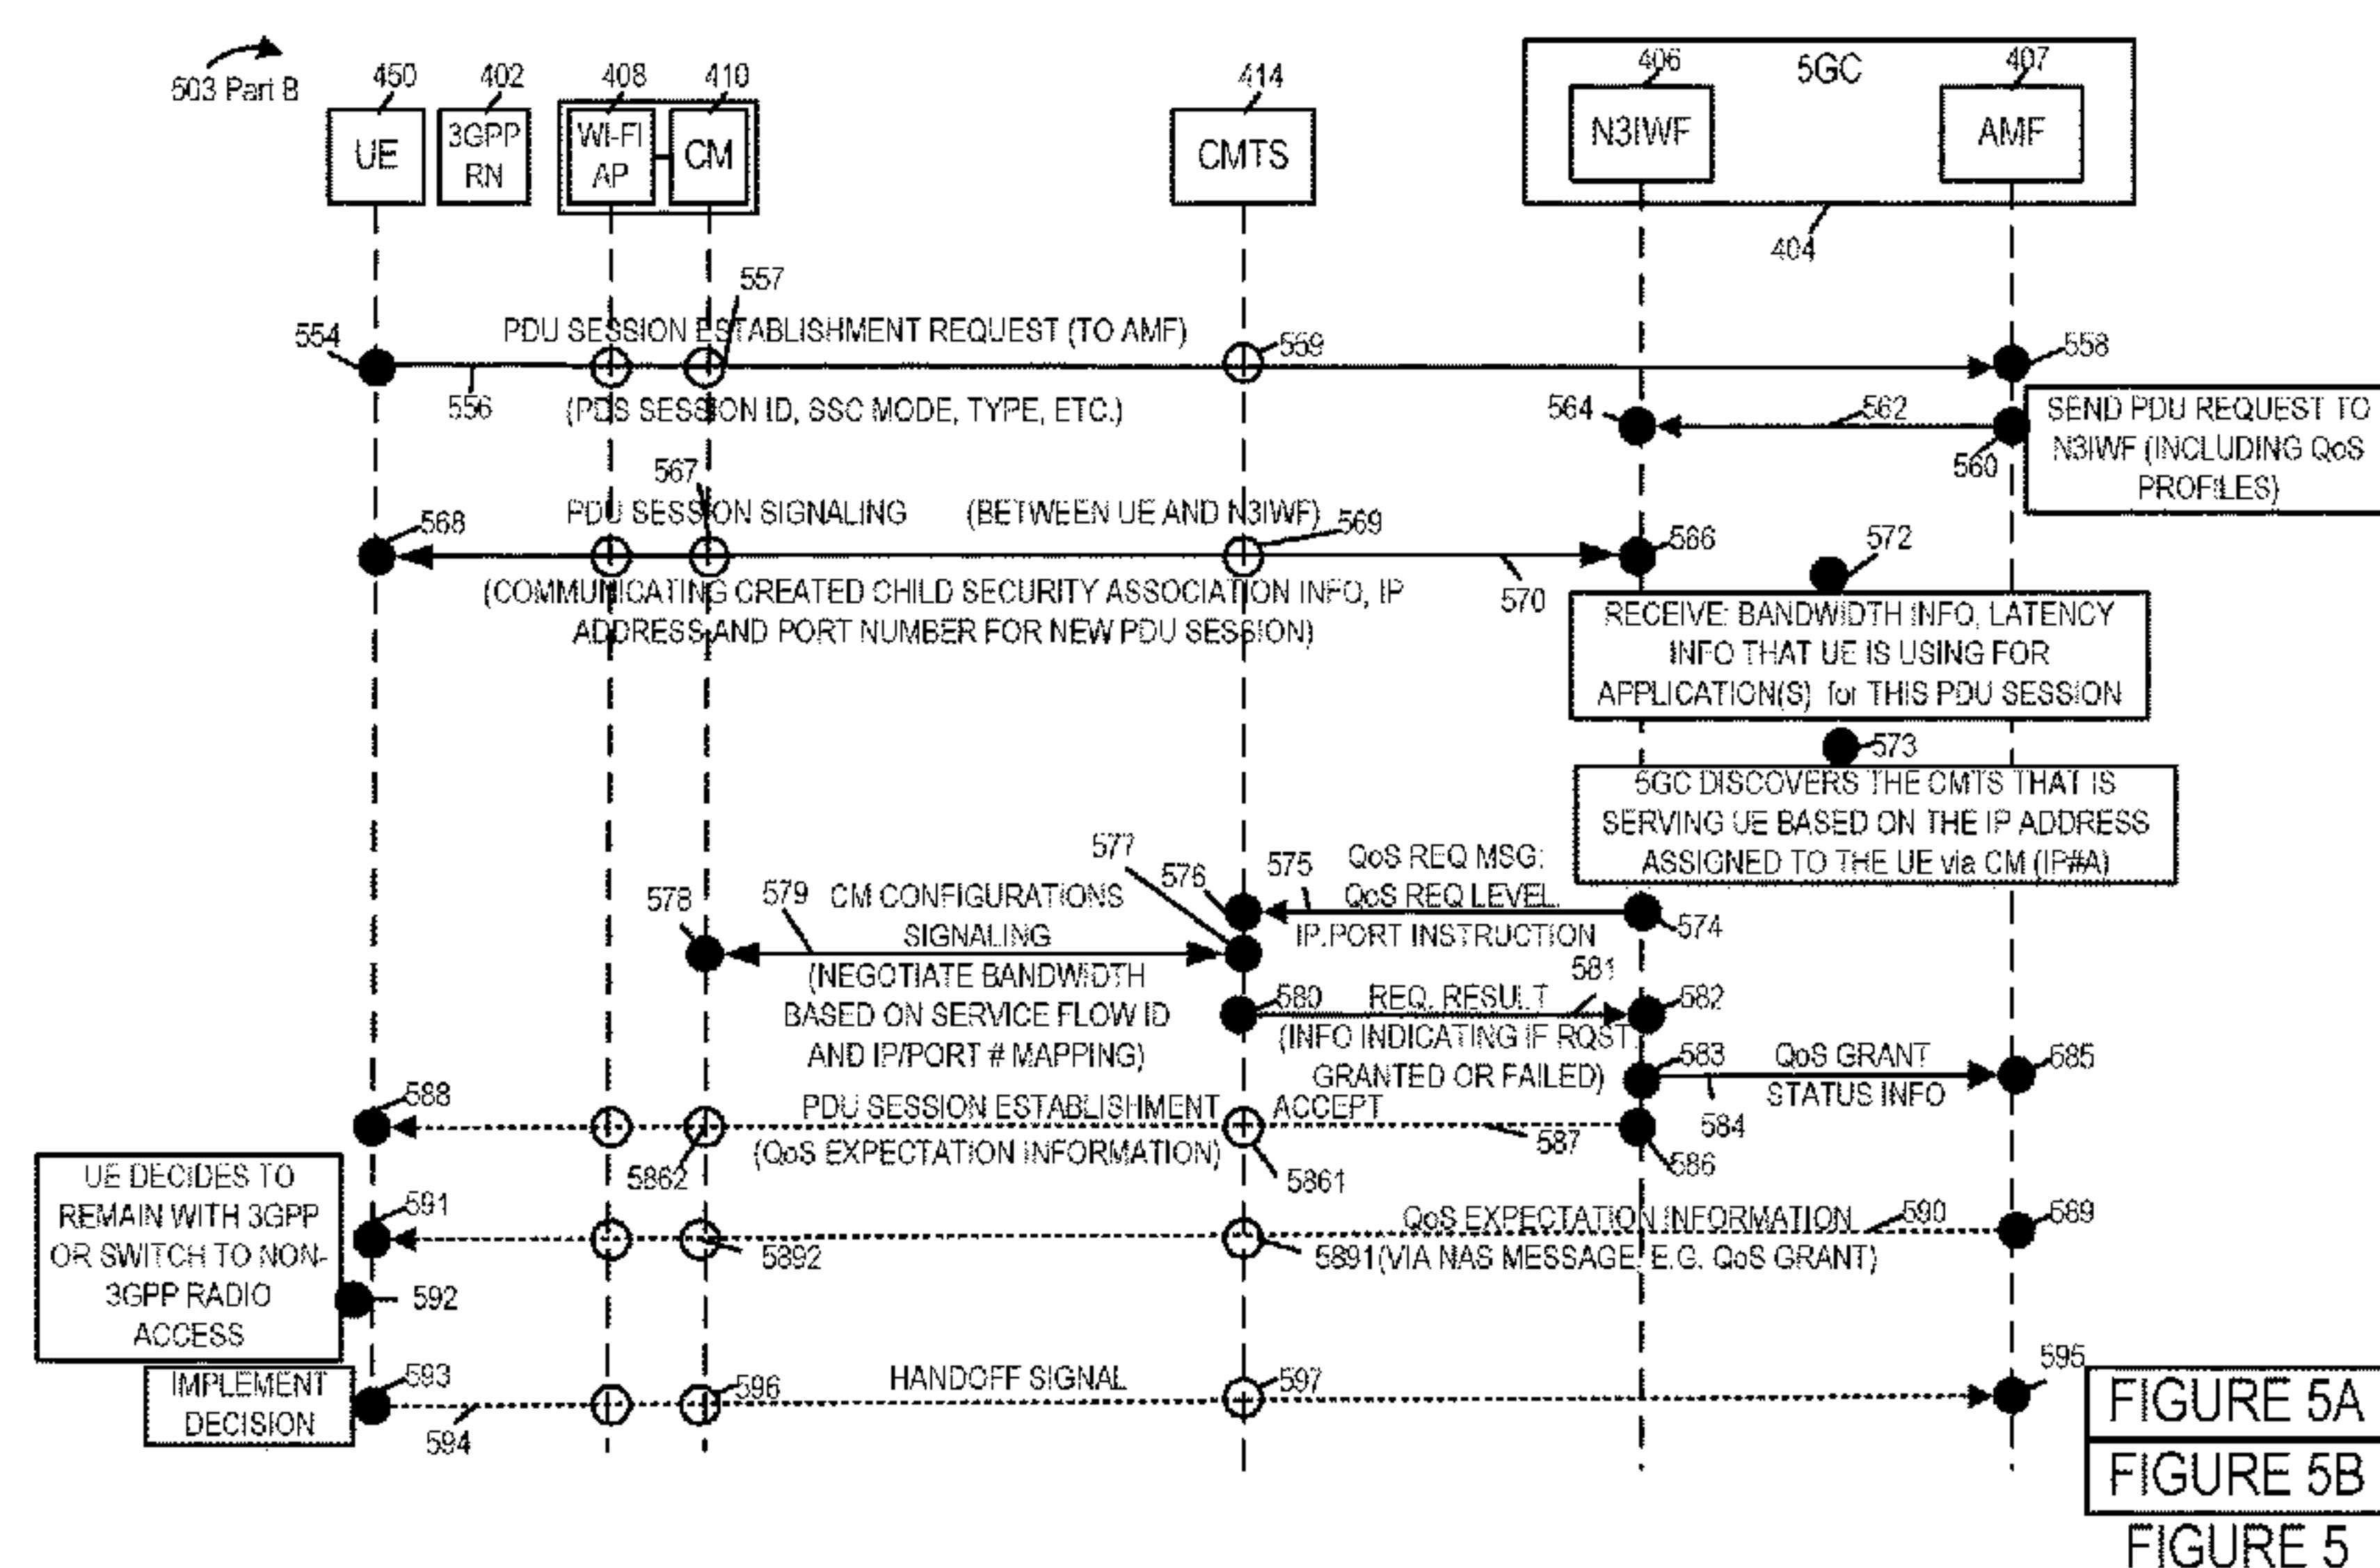 503 Part B
450
402
408
410
414
406
5GC
407
UE
3GPP
RN
WI-FI
AP
CM
CMTS
N3IWF
AMF
404
557
PDU SESSION ESTABLISHMENT REQUEST (TO AMF)
554
559
558
556
(PDS SESSION ID, SSC MODE, TYPE, ETC.)
564
562
560
SEND PDU REQUEST TO
N3IWF (INCLUDING QoS
PROFILES)
567
PDU SESSION SIGNALING (BETWEEN UE AND N3IWF)
568
569
566
570
572
(COMMUNICATING CREATED CHILD SECURITY ASSOCIATION INFO, IP
ADDRESS AND PORT NUMBER FOR NEW PDU SESSION)
RECEIVE: BANDWIDTH INFO, LATENCY
INFO THAT UE IS USING FOR
APPLICATION(S) for THIS PDU SESSION
573
5GC DISCOVERS THE CMTS THAT IS
SERVING UE BASED ON THE IP ADDRESS
ASSIGNED TO THE UE via CM (IP#A)
577
576
575
QoS REQ MSG:
QoS REQ LEVEL.
IP.PORT INSTRUCTION
574
578
579
CM CONFIGURATIONS
SIGNALING
(NEGOTIATE BANDWIDTH
BASED ON SERVICE FLOW ID
AND IP/PORT # MAPPING)
581
580
REQ. RESULT
582
(INFO INDICATING IF RQST.
GRANTED OR FAILED)
583
QoS GRANT
STATUS INFO
585
584
588
PDU SESSION ESTABLISHMENT ACCEPT
(QoS EXPECTATION INFORMATION)
587
586
5862
5861
UE DECIDES TO
REMAIN WITH 3GPP
OR SWITCH TO NON-
3GPP RADIO
ACCESS
591
QoS EXPECTATION INFORMATION
590
589
5892
5891(VIA NAS MESSAGE, E.G. QoS GRANT)
592
IMPLEMENT
DECISION
593
594
596
HANDOFF SIGNAL
597
595
FIGURE 5A
FIGURE 5B
FIGURE 5